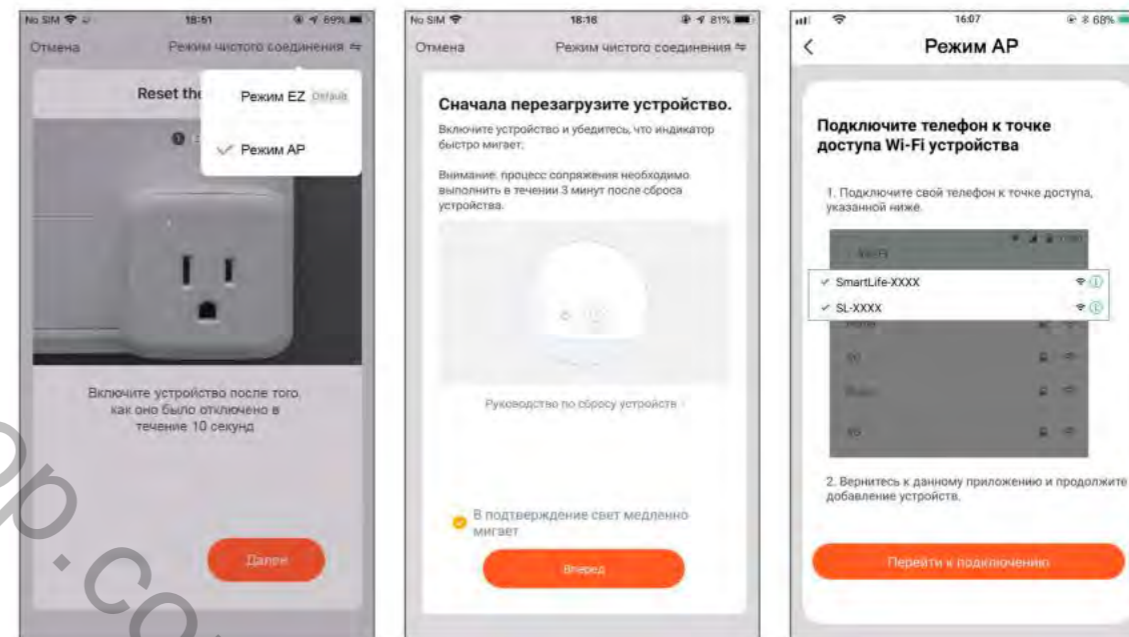 No SIM
18:51
69%
Отмена
Режим чистого соединения
Reset the
Режим EZ Default
Режим AP
Включите устройство после того,
как оно было отключено в
течение 10 секунд
Далее
No SIM
18:16
81%
Отмена
Режим чистого соединения
Сначала перезагрузите устройство.
Включите устройство и убедитесь, что индикатор
быстро мигает.
Внимание: процесс сопряжения необходимо
выполнить в течении 3 минут после сброса
устройства.
Руководство по сбросу устройств
В подтверждение свет медленно
мигает
Вперед
16:07
68%
Режим AP
Подключите телефон к точке
доступа Wi-Fi устройства
1. Подключите свой телефон к точке доступа,
указанной ниже.
SmartLife-XXXX
SL-XXXX
2. Вернитесь к данному приложению и продолжите
добавление устройств.
Перейти к подключению